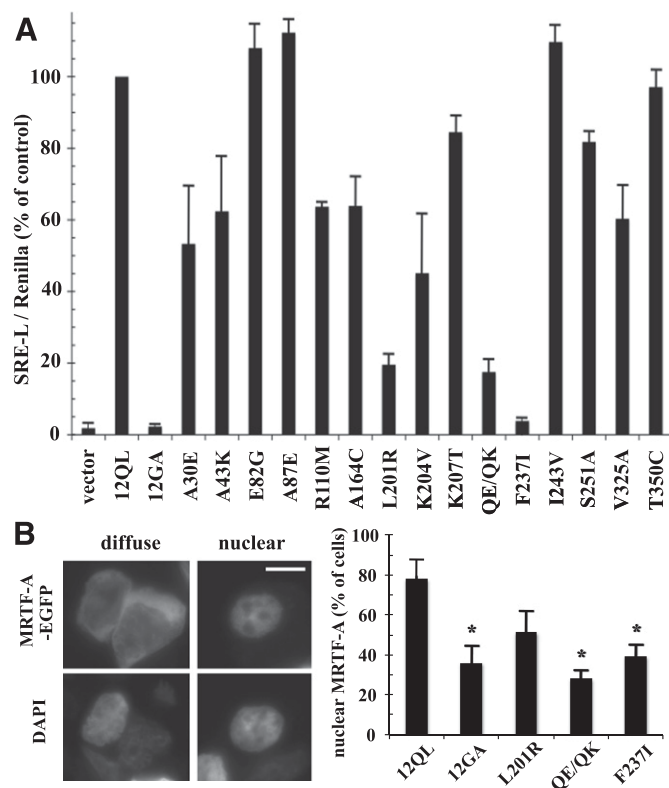 A
SRE-L / Renilla (% of control)
100
80
60
40
20
0
vector
12QL
12GA
A30E
A43K
E82G
A87E
R110M
A164C
L201R
K204V
K207T
QE/QK
F237I
I243V
S251A
V325A
T350C
B
diffuse
nuclear
MRTF-A
-EGFP
DAPI
nuclear MRTF-A (% of cells)
100
80
60
40
20
0
*
*
*
12QL
12GA
L201R
QE/QK
F237I